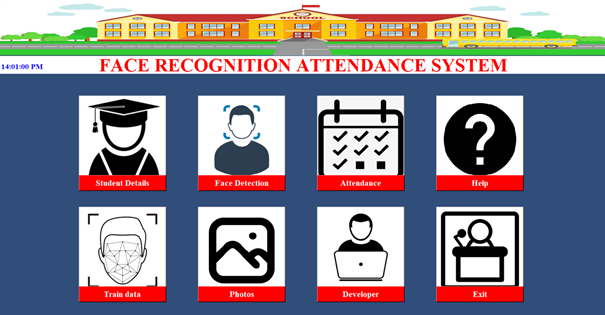 SCHOOL
14:01:00 PM
FACE RECOGNITION ATTENDANCE SYSTEM
Student Details
Face Detection
Attendance
Help
Train data
Photos
Developer
Exit